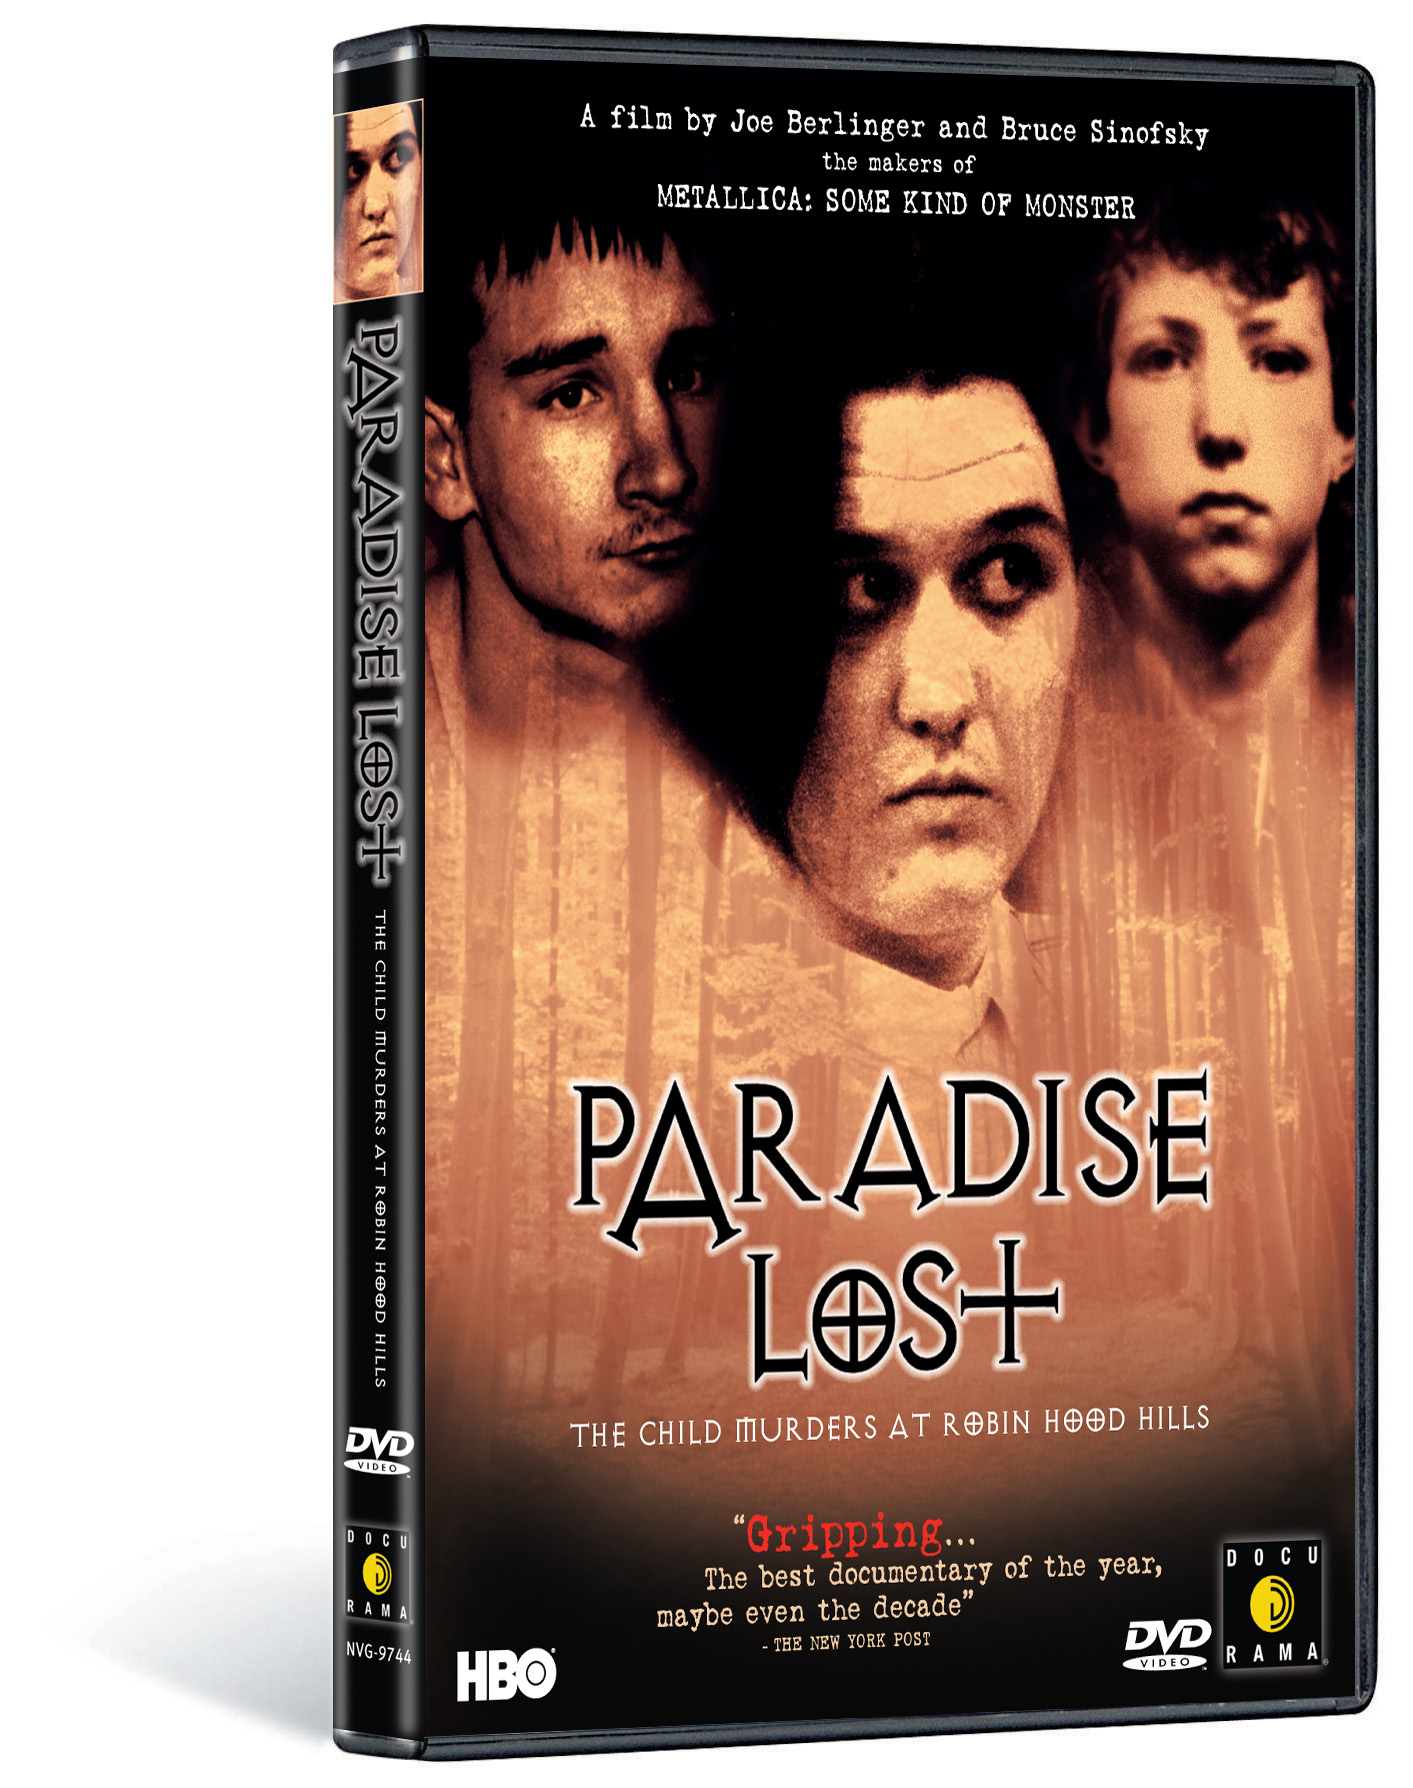 A film by Joe Berlinger and Bruce Sinofsky
the makers of
METALLICA: SOME KIND OF MONSTER
PARADISE
LOST
THE CHILD MURDERS AT ROBIN HOOD HILLS
"Gripping...
The best documentary of the year,
maybe even the decade"
- THE NEW YORK POST
HBO®
DVD
VIDEO™
DOCU
RAMA®
PARADISE LOST
THE CHILD MURDERS AT ROBIN HOOD HILLS
DVD
VIDEO™
DOCU
RAMA®
NVG-9744